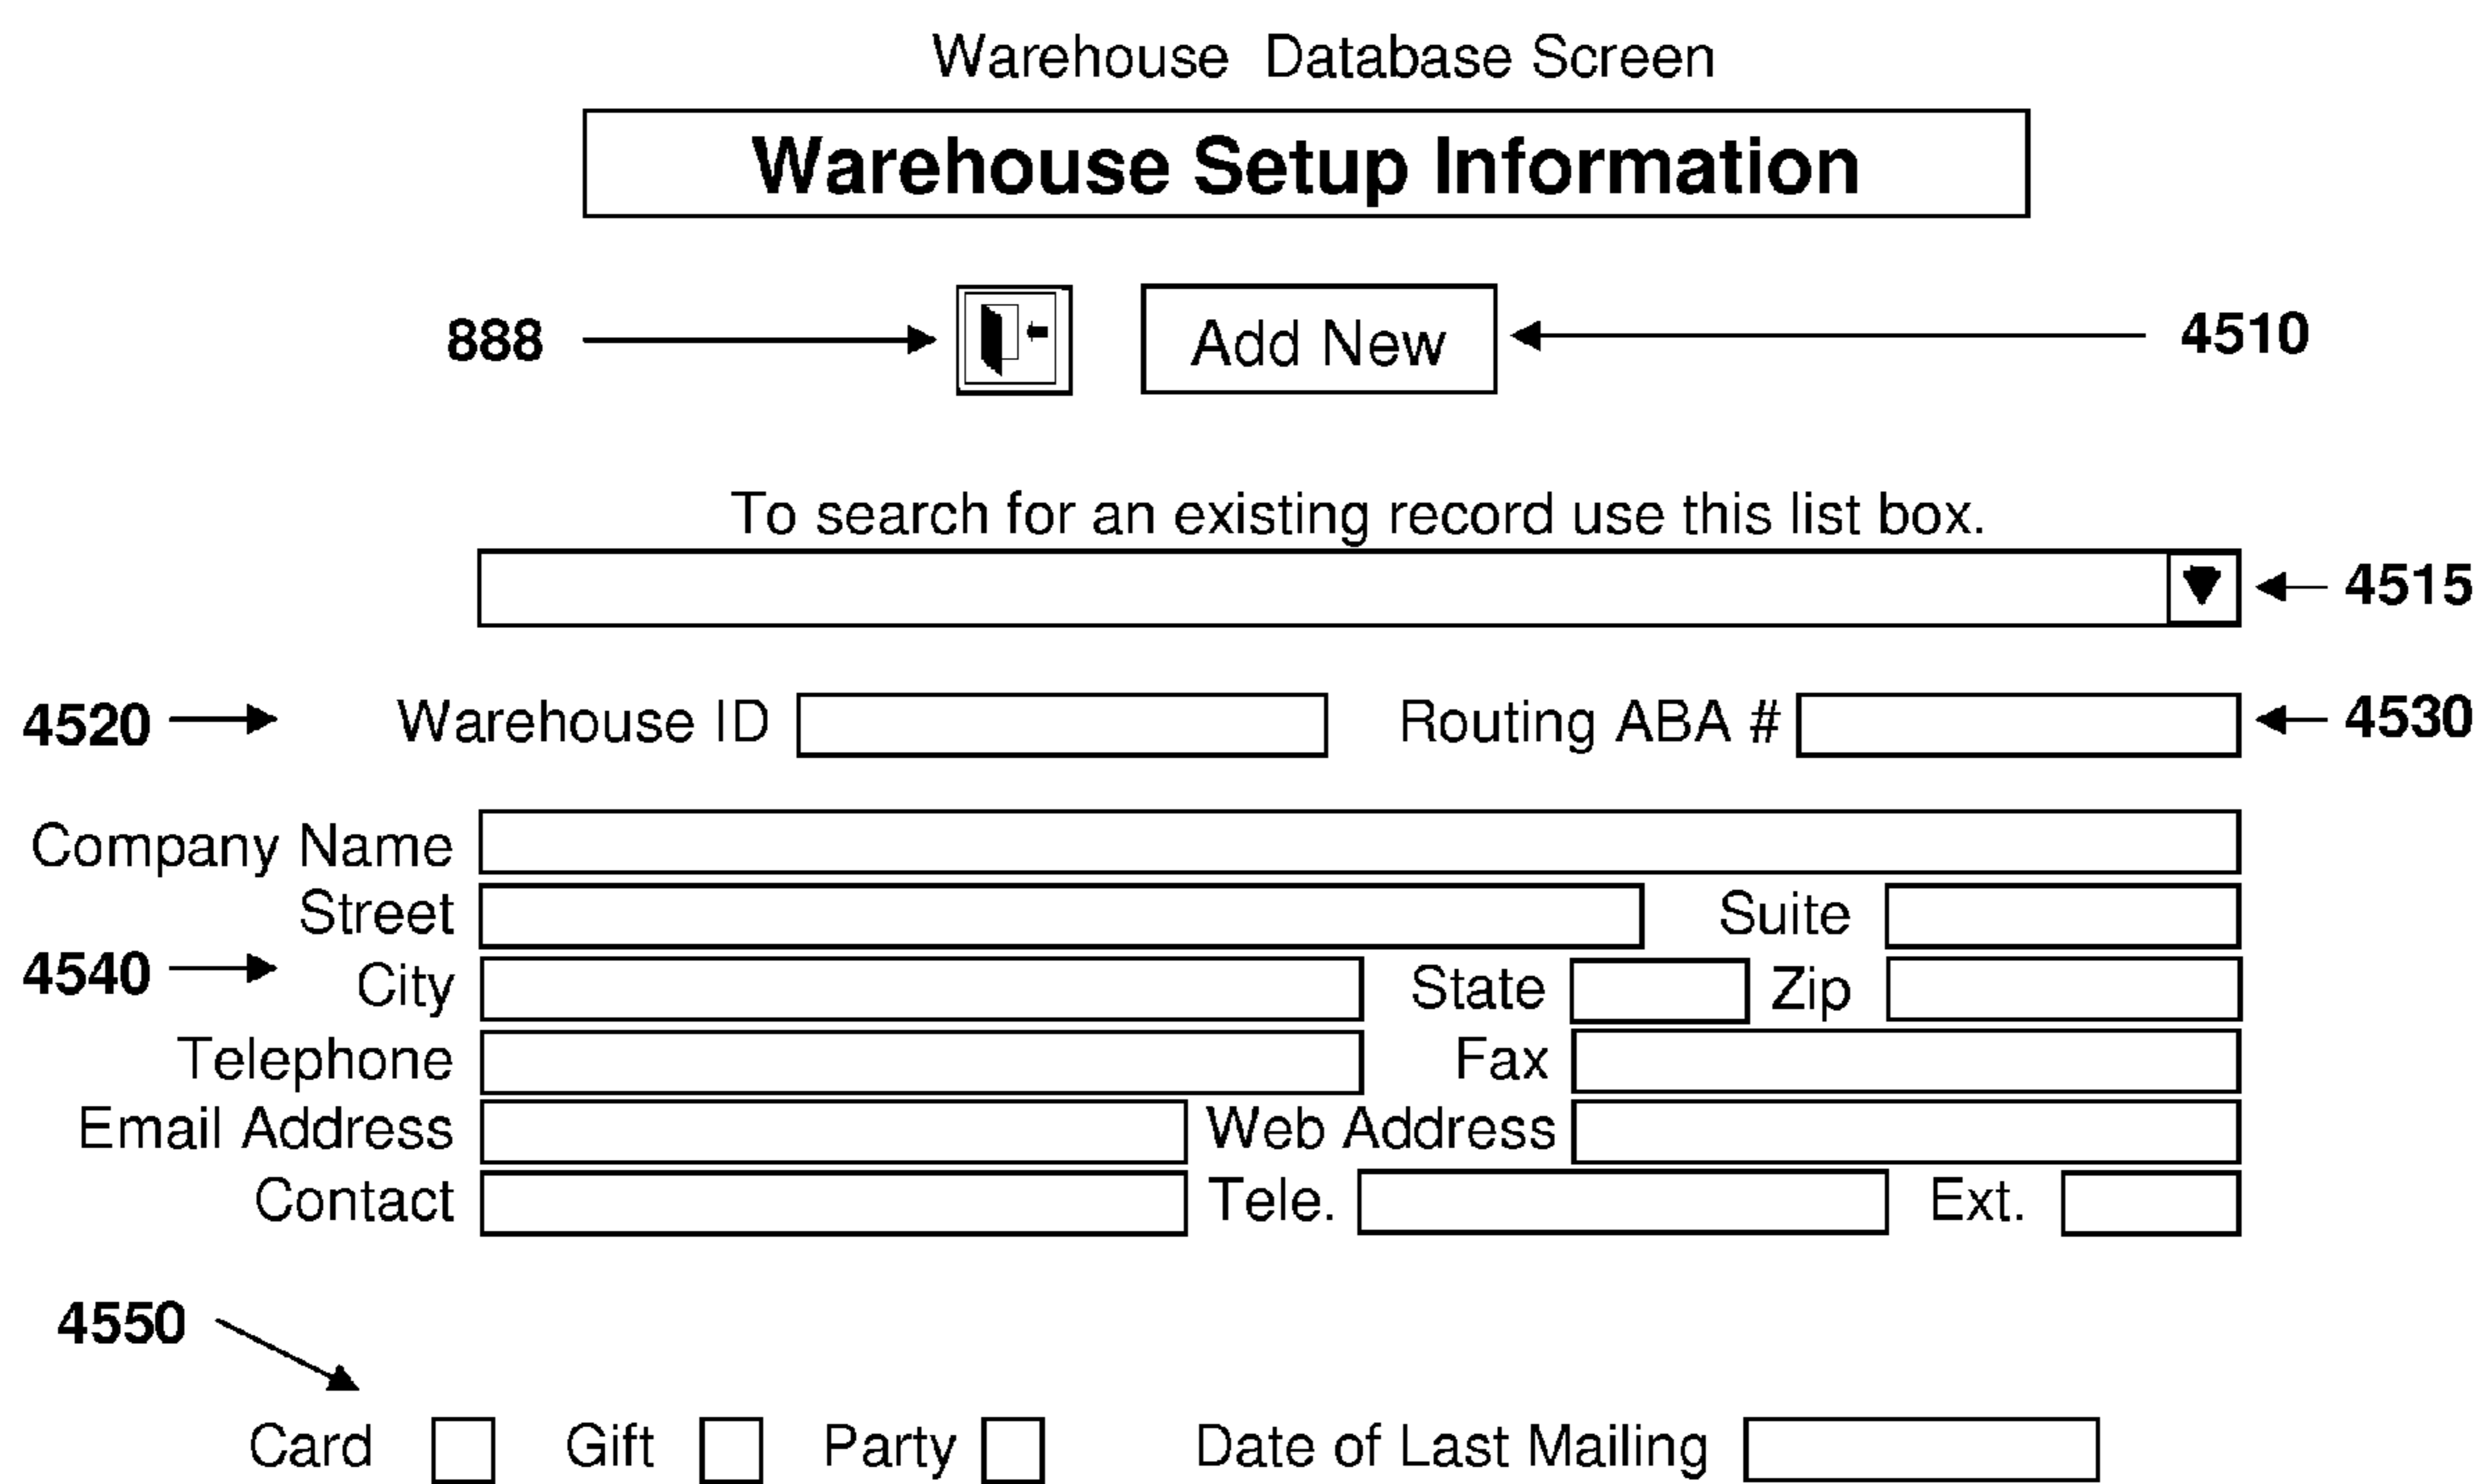 Warehouse Database Screen
Warehouse Setup Information
888 Add New 4510
To search for an existing record use this list box.
4515
4520 Warehouse ID Routing ABA # 4530
Company Name
Street Suite
4540 City State Zip
Telephone Fax
Email Address Web Address
Contact Tele. Ext.
4550
Card Gift Party Date of Last Mailing